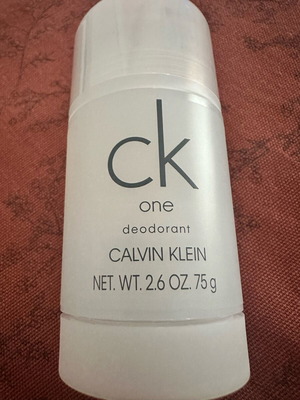 ck
one
deodorant
CALVIN KLEIN
NET. WT. 2.6 OZ. 75 g